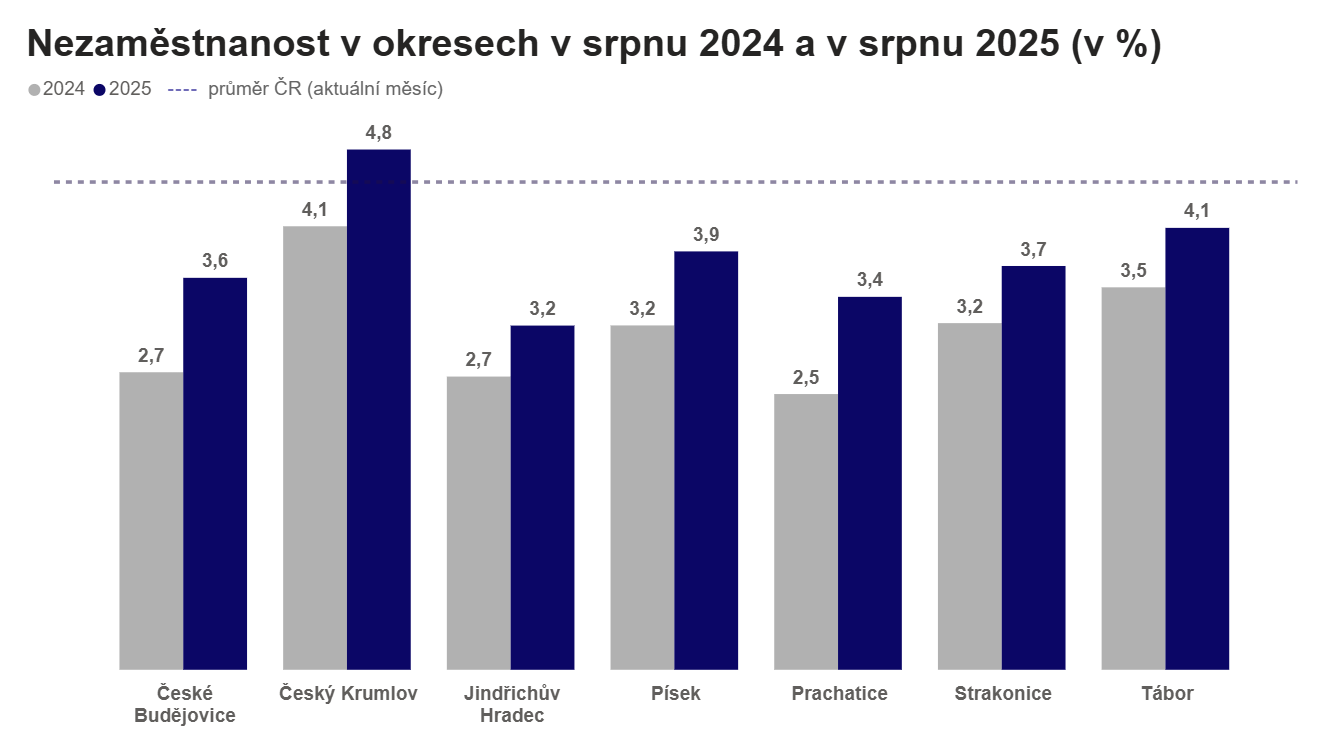 Nezaměstnanost v okresech v srpnu 2024 a v srpnu 2025 (v %)
2024 2025 průměr ČR (aktuální měsíc)
4,8
4,1
3,6
2,7
2,7
3,2
3,2
3,9
2,5
3,4
3,2
3,7
3,5
4,1
České Budějovice
Český Krumlov
Jindřichův Hradec
Písek
Prachatice
Strakonice
Tábor